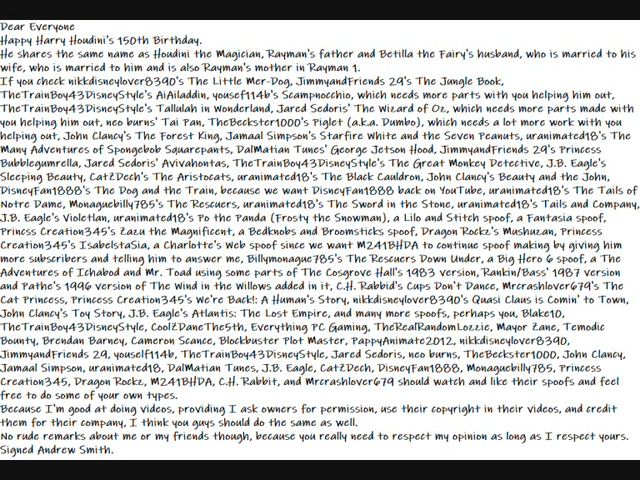 Dear Everyone
Happy Harry Houdini's 150th Birthday.
He shares the same name as Houdini the Magician, Rayman's father and Betilla the Fairy's husband, who is married to his
wife, who is married to him and is also Rayman's mother in Rayman 1.
If you check nikkdisneylover8390's The Little Mer-Dog, JimmyandFriends 29's The Jungle Book,
TheTrainBoy43DisneyStyle's AiAiladdin, yousef114b's Scampnocchio, which needs more parts with you helping him out,
TheTrainBoy43DisneyStyle's Tallulah in Wonderland, Jared Sedoris' The Wizard of Oz, which needs more parts made with
you helping him out, neo burns' Tai Pan, TheBeckster1000's Piglet (a.k.a. Dumbo), which needs a lot more work with you
helping out, John Clancy's The Forest King, Jamaal Simpson's Starfire White and the Seven Peanuts, uranimated18's The
Many Adventures of Spongebob Squarepants, DalMatian Tunes' George Jetson Hood, JimmyandFriends 29's Princess
Bubblegumrella, Jared Sedoris' Avivahontas, TheTrainBoy43DisneyStyle's The Great Monkey Detective, J.B. Eagle's
Sleeping Beauty, CatZDech's The Aristocats, uranimated18's The Black Cauldron, John Clancy's Beauty and the John,
DisneyFan1888's The Dog and the Train, because we want DisneyFan1888 back on YouTube, uranimated18's The Tails of
Notre Dame, Monaguebilly785's The Rescuers, uranimated18's The Sword in the Stone, uranimated18's Tails and Company,
J.B. Eagle's Violetlan, uranimated18's Po the Panda (Frosty the Snowman), a Lilo and Stitch spoof, a Fantasia spoof,
Princess Creation345's Zazu the Magnificent, a Bedknobs and Broomsticks spoof, Dragon Rockz's Mushuzan, Princess
Creation345's IsabelstaSia, a Charlotte's Web spoof since we want M241BHDA to continue spoof making by giving him
more subscribers and telling him to answer me, Billymonague785's The Rescuers Down Under, a Big Hero 6 spoof, a The
Adventures of Ichabod and Mr. Toad using some parts of The Cosgrove Hall's 1983 version, Rankin/Bass' 1987 version
and Pathe's 1996 version of The Wind in the Willows added in it, C.H. Rabbid's Cups Don't Dance, Mrcrashlover679's The
Cat Princess, Princess Creation345's We're Back!: A Human's Story, nikkdisneylover8390's Quasi Claus is Comin' to Town,
John Clancy's Toy Story, J.B. Eagle's Atlantis: The Lost Empire, and many more spoofs, perhaps you, Blake10,
TheTrainBoy43DisneyStyle, CoolZDaneThe5th, Everything PC Gaming, TheRealRandomLozzie, Mayor Zane, Temodic
Bounty, Brendan Barney, Cameron Scance, Blockbuster Plot Master, PappyAnimate2012, nikkdisneylover8390,
JimmyandFriends 29, youself114b, TheTrainBoy43DisneyStyle, Jared Sedoris, neo burns, TheBeckster1000, John Clancy,
Jamaal Simpson, uranimated18, DalMatian Tunes, J.B. Eagle, CatZDech, DisneyFan1888, Monaguebilly785, Princess
Creation345, Dragon Rockz, M241BHDA, C.H. Rabbit, and Mrcrashlover679 should watch and like their spoofs and feel
free to do some of your own types.
Because I'm good at doing videos, providing I ask owners for permission, use their copyright in their videos, and credit
them for their company, I think you guys should do the same as well.
No rude remarks about me or my friends though, because you really need to respect my opinion as long as I respect yours.
Signed Andrew Smith.